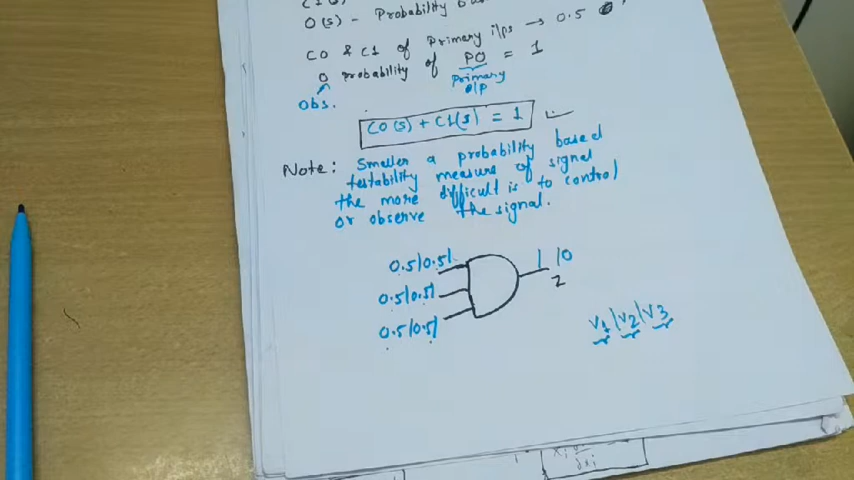 O(s) - Probability
C0 & C1 of Primary i/ps → 0.5
O probability of PO = 1
Primary o/p
Obs.
C0(s) + C1(s) = 1
Note: Smaller a probability based
testability measure of signal
the more difficult is to control
or observe the signal.
0.5|0.5|
0.5|0.5|
0.5|0.5|
| |0
Z
V1|V2|V3